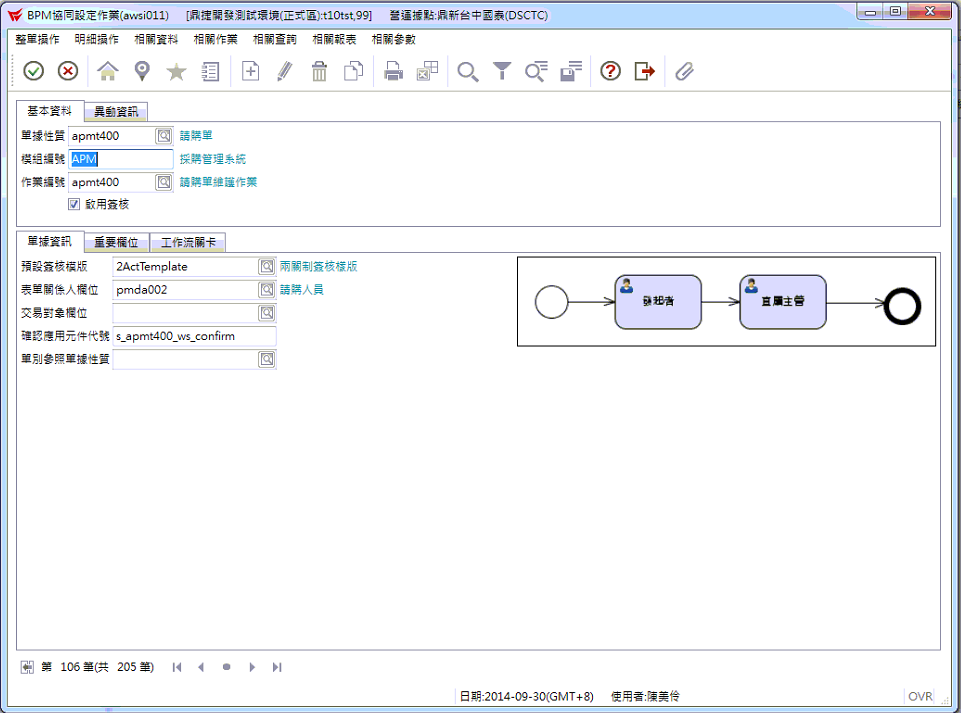 BPM協同設定作業(awsi011) [鼎捷開發測試環境(正式區):t10tst,99] 營運據點:鼎新台中國泰(DSCTC)
整單操作 明細操作 相關資料 相關作業 相關查詢 相關報表 相關參數
基本資料 異動資訊
單據性質 apmt400 請購單
模組編號 APM 採購管理系統
作業編號 apmt400 請購單維護作業
啟用簽核
單據資訊 重要欄位 工作流關卡
預設簽核樣版 2ActTemplate 兩關制簽核樣版
表單關係人欄位 pmda002 請購人員
交易對象欄位
確認應用元件代號 s_apmt400_ws_confirm
單別參照單據性質
發起者 直屬主管
第 106 筆(共 205 筆)
日期:2014-09-30(GMT+8) 使用者:陳美伶 OVR